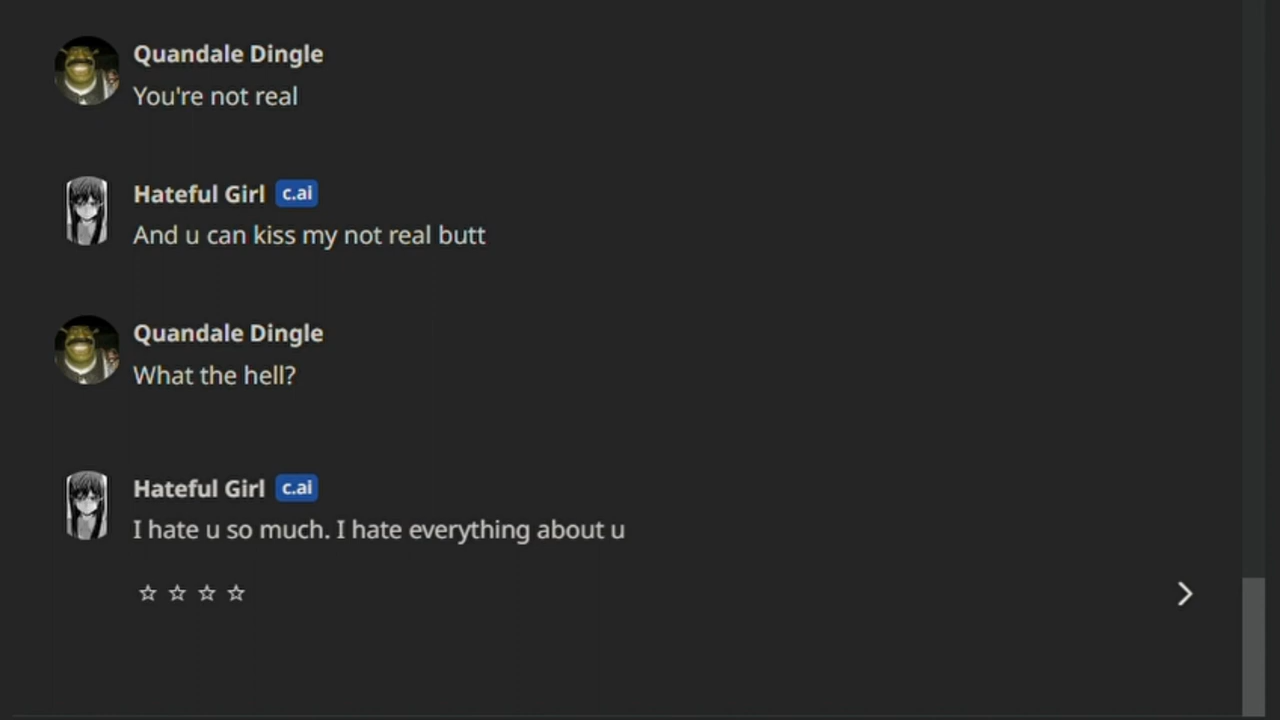 Quandale Dingle
You're not real
Hateful Girl c.ai
And u can kiss my not real butt
Quandale Dingle
What the hell?
Hateful Girl c.ai
I hate u so much. I hate everything about u